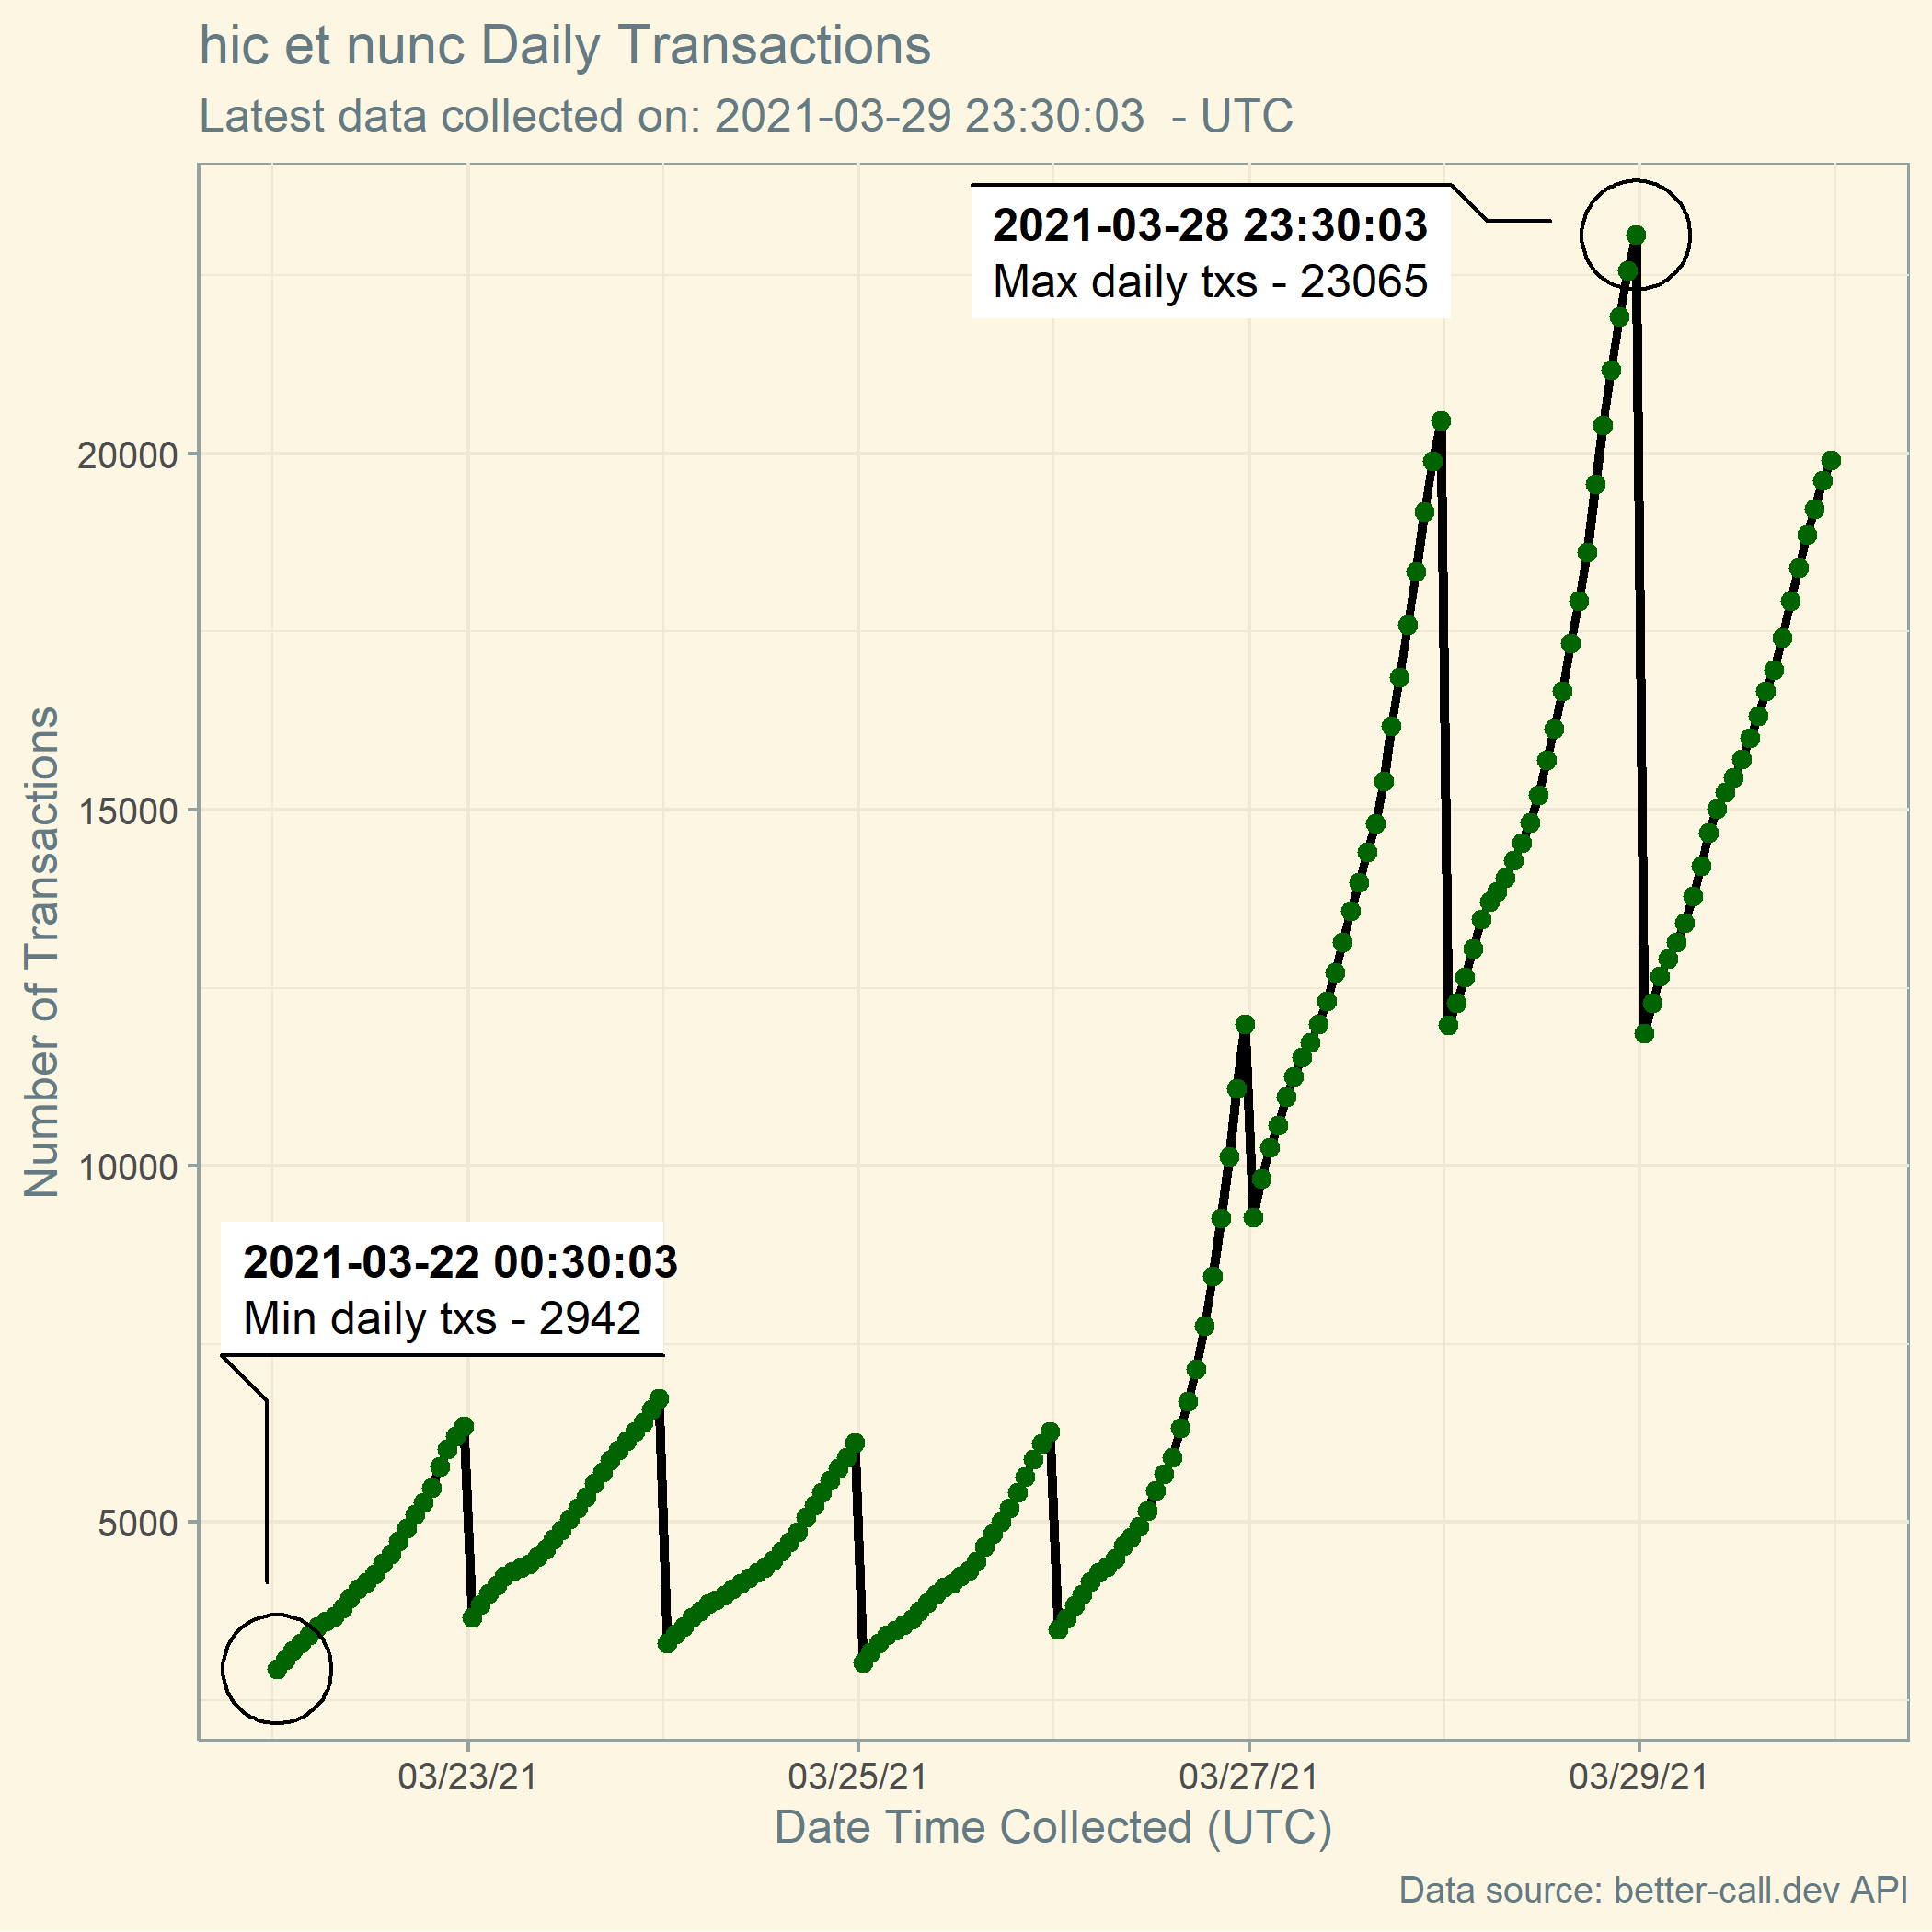 hic et nunc Daily Transactions
Latest data collected on: 2021-03-29 23:30:03  - UTC
2021-03-28 23:30:03
Max daily txs - 23065
20000
15000
10000
5000
Number of Transactions
2021-03-22 00:30:03
Min daily txs - 2942
03/23/21 03/25/21 03/27/21 03/29/21
Date Time Collected (UTC)
Data source: better-call.dev API